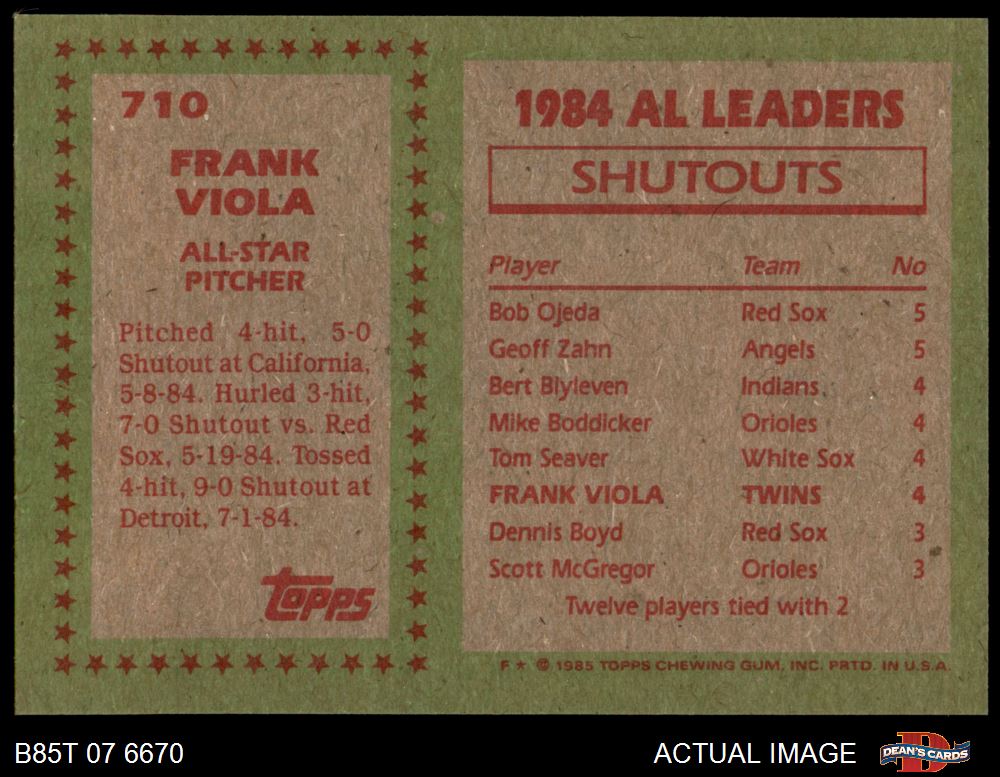 710
FRANK
VIOLA
ALL-STAR
PITCHER
Pitched 4-hit, 5-0
Shutout at California,
5-8-84. Hurled 3-hit,
7-0 Shutout vs. Red
Sox, 5-19-84. Tossed
4-hit, 9-0 Shutout at
Detroit, 7-1-84.
topps
1984 AL LEADERS
SHUTOUTS
Player Team No
Bob Ojeda Red Sox 5
Geoff Zahn Angels 5
Bert Blyleven Indians 4
Mike Boddicker Orioles 4
Tom Seaver White Sox 4
FRANK VIOLA TWINS 4
Dennis Boyd Red Sox 3
Scott McGregor Orioles 3
Twelve players tied with 2
F ★ © 1985 TOPPS CHEWING GUM, INC. PRTD. IN U.S.A.
B85T 07 6670
ACTUAL IMAGE
DEAN'S CARDS